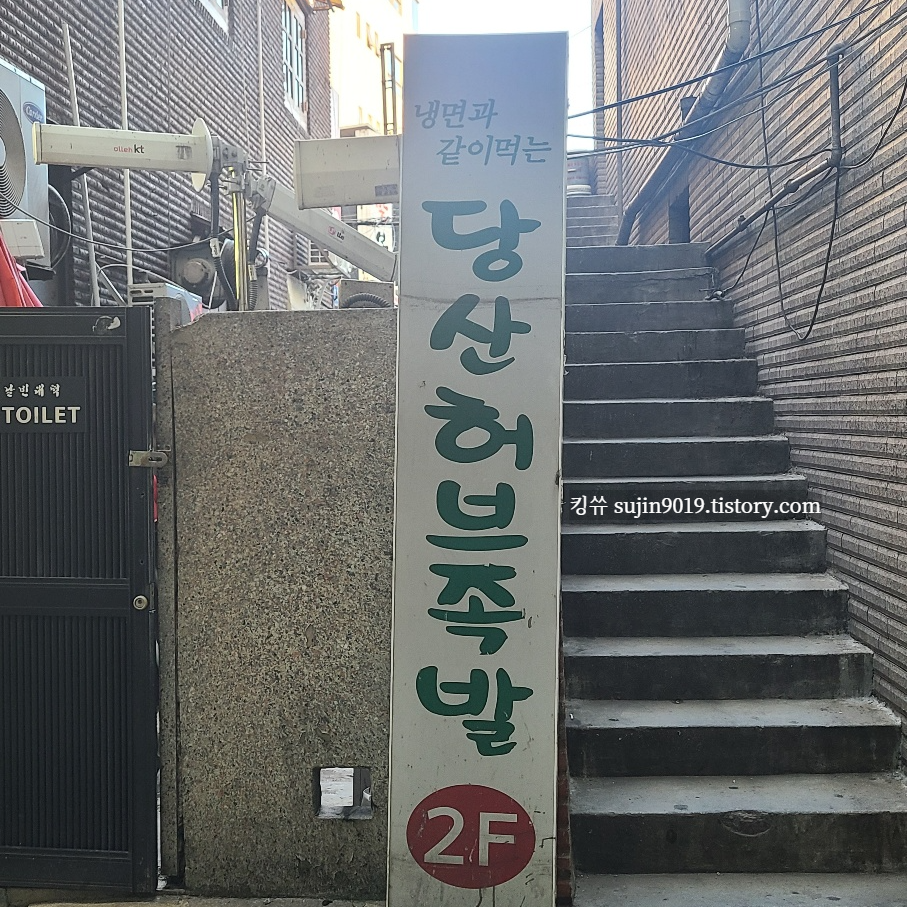 냉면과
같이먹는
당산허브족발
2F
TOILET
olleh kt
킹쓔 sujin9019.tistory.com